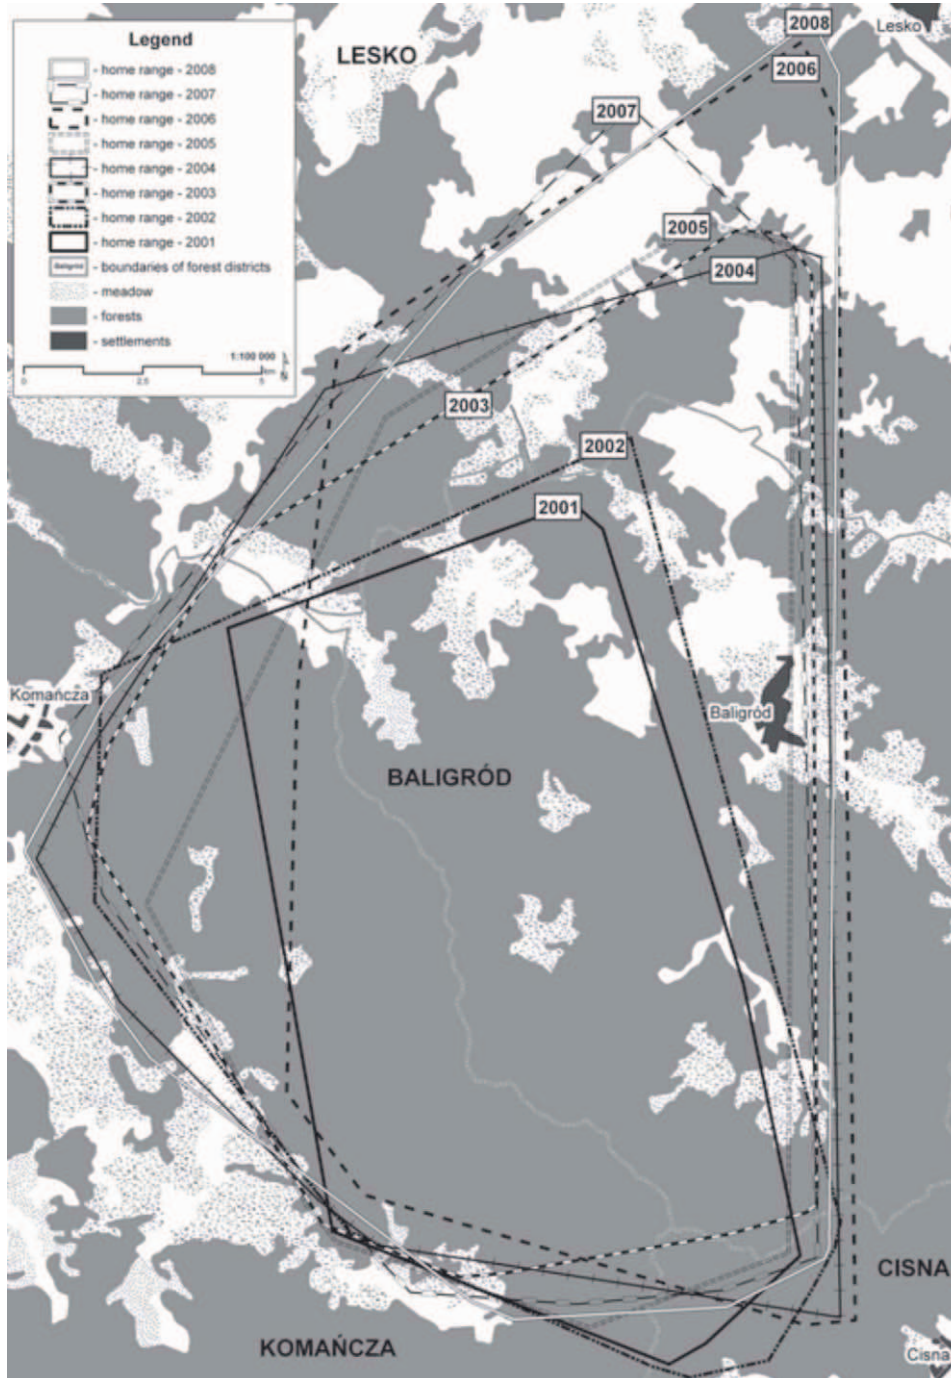 Legend
- home range - 2008
- home range - 2007
- home range - 2006
- home range - 2005
- home range - 2004
- home range - 2003
- home range - 2002
- home range - 2001
Baligród - boundaries of forest districts
- meadow
- forests
- settlements
1:100 000
0 2.5 5 km
LESKO
2008
Lesko
2006
2007
2005
2004
2003
2002
2001
Komańcza
Baligród
BALIGRÓD
CISNA
KOMAŃCZA
Cisna